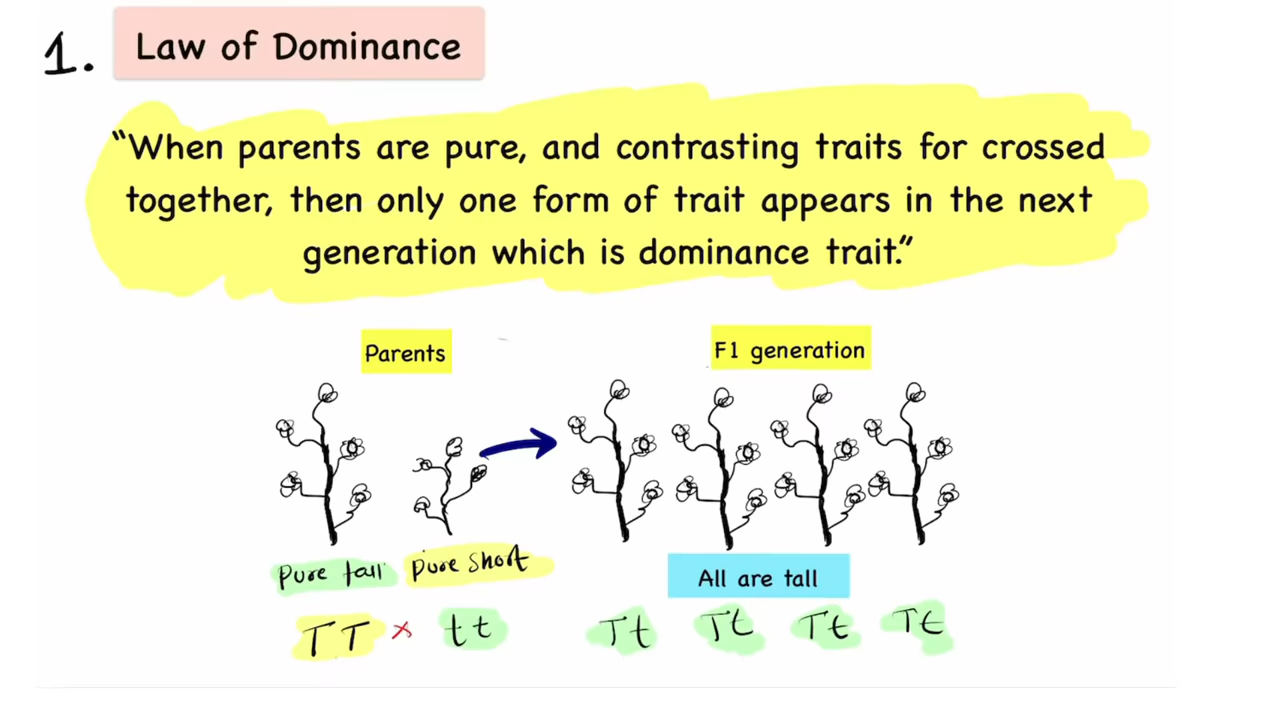 1. Law of Dominance
“When parents are pure, and contrasting traits for crossed
together, then only one form of trait appears in the next
generation which is dominance trait.”
Parents
F1 generation
Pure tall
pure short
All are tall
TT × tt
Tt Tt Tt Tt